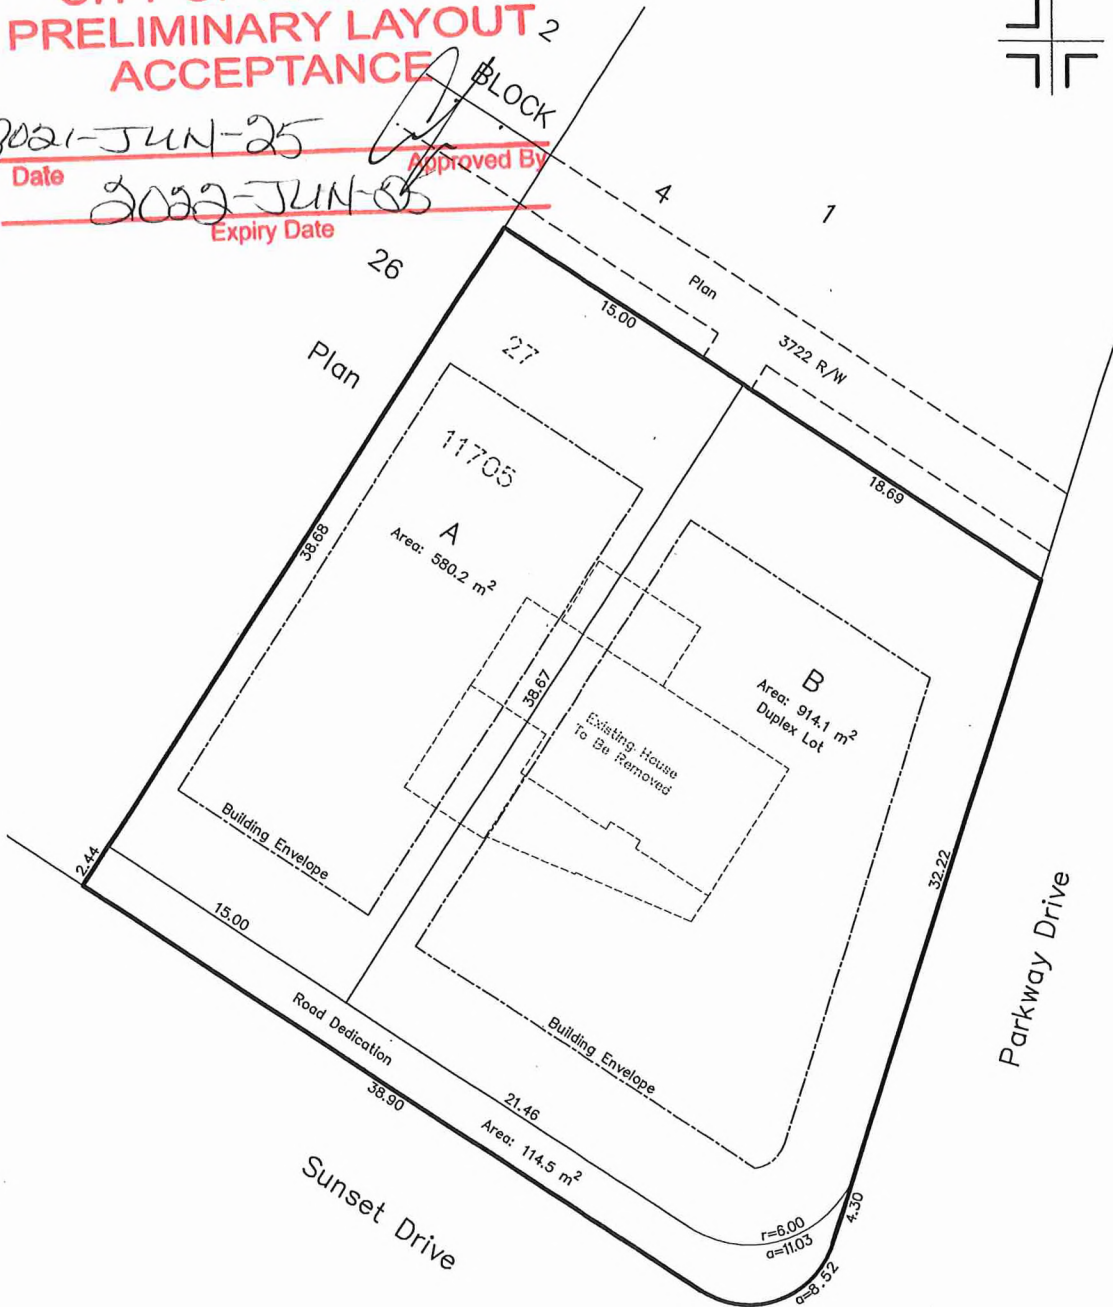 PRELIMINARY LAYOUT
ACCEPTANCE
2021-JUN-25
Date
Approved By
2022-JUN-25
Expiry Date
2
BLOCK
4
1
26
Plan
3722 R/W
15.00
Plan
27
11705
18.69
38.68
A
Area: 580.2 m²
38.67
B
Area: 914.1 m²
Duplex Lot
Existing House
To Be Removed
Building Envelope
2.44
32.22
15.00
Parkway Drive
Road Dedication
Building Envelope
38.90
21.46
Area: 114.5 m²
Sunset Drive
4.30
r=6.00
a=11.03
a=8.52